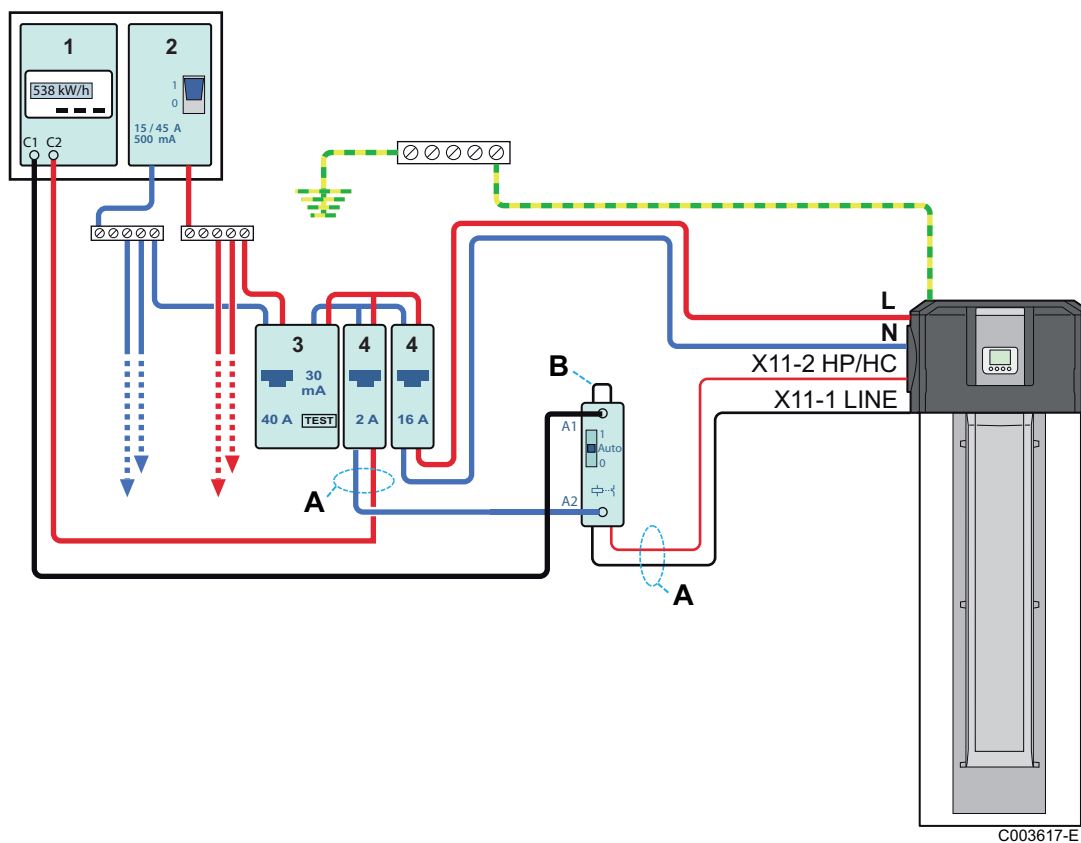 1
2
538 kW/h
1
0
15 / 45 A
500 mA
C1 C2
L
N
3
4
4
30
mA
40 A
TEST
2 A
16 A
X11-2 HP/HC
X11-1 LINE
B
A1
1
Auto
0
A
A2
A
C003617-E